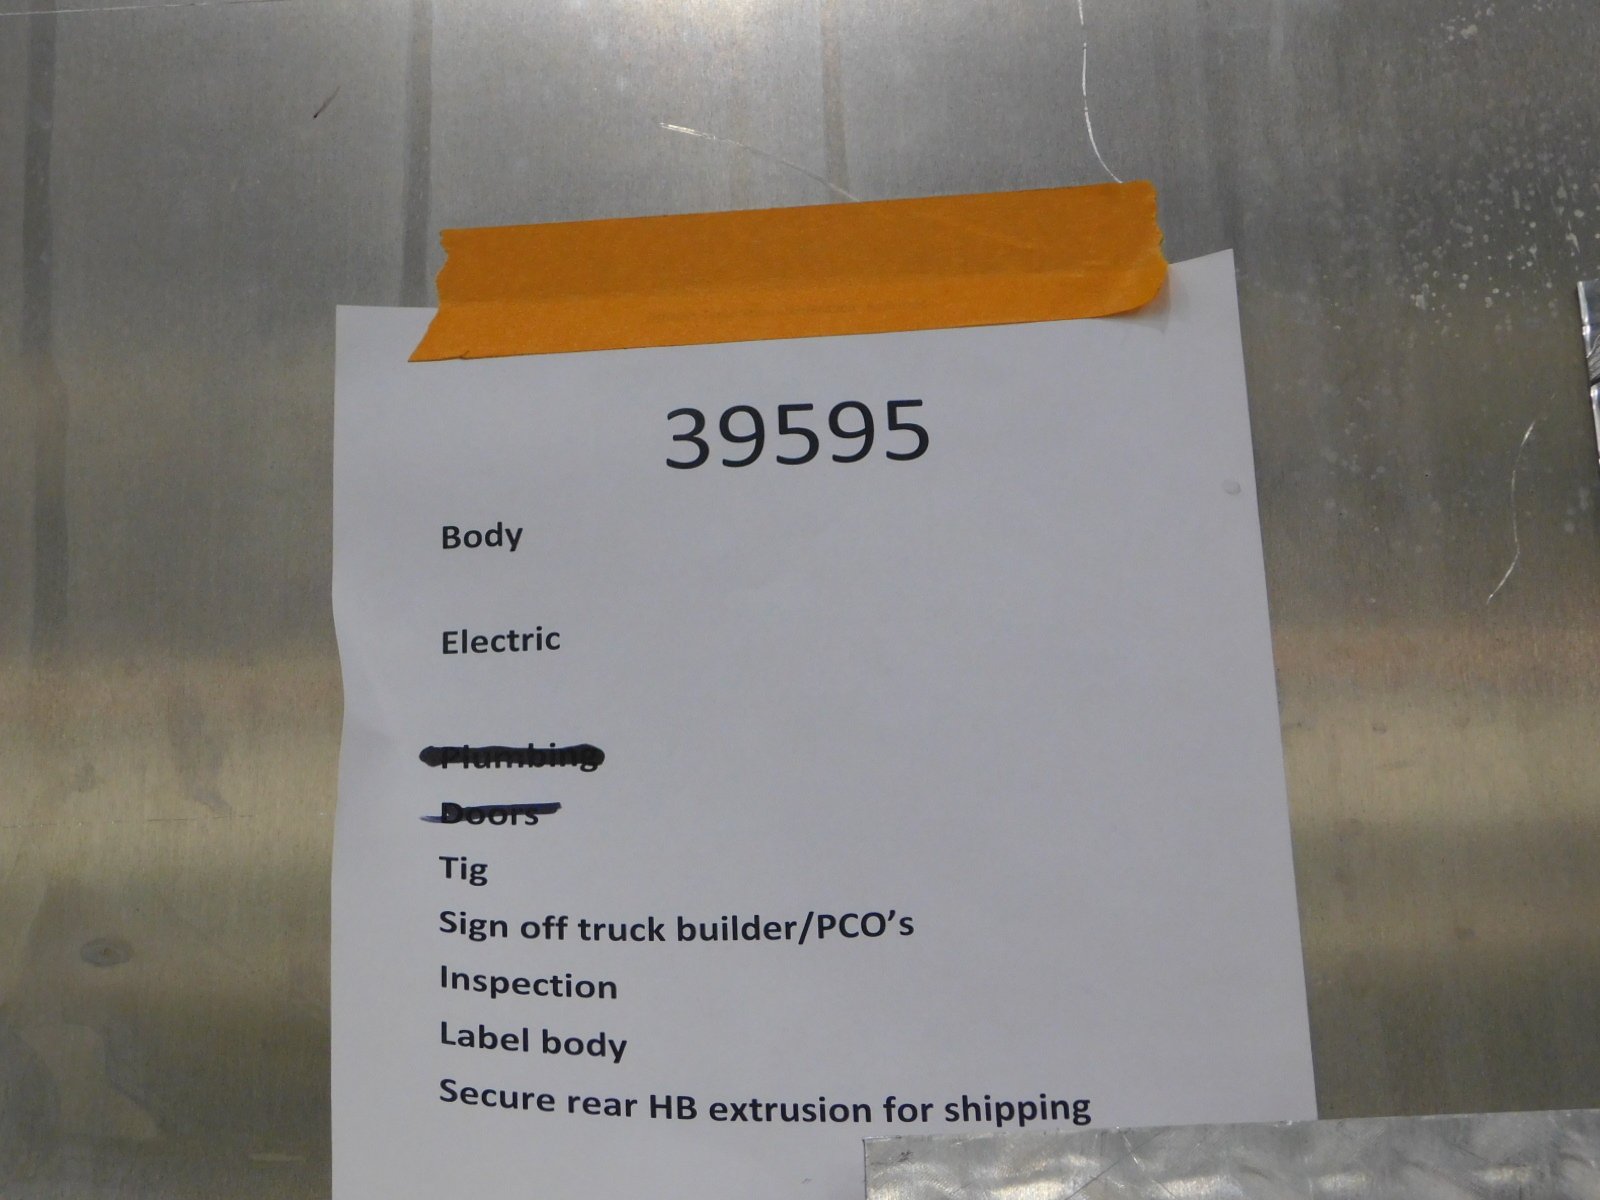 39595
Body
Electric
Plumbing
Doors
Tig
Sign off truck builder/PCO’s
Inspection
Label body
Secure rear HB extrusion for shipping